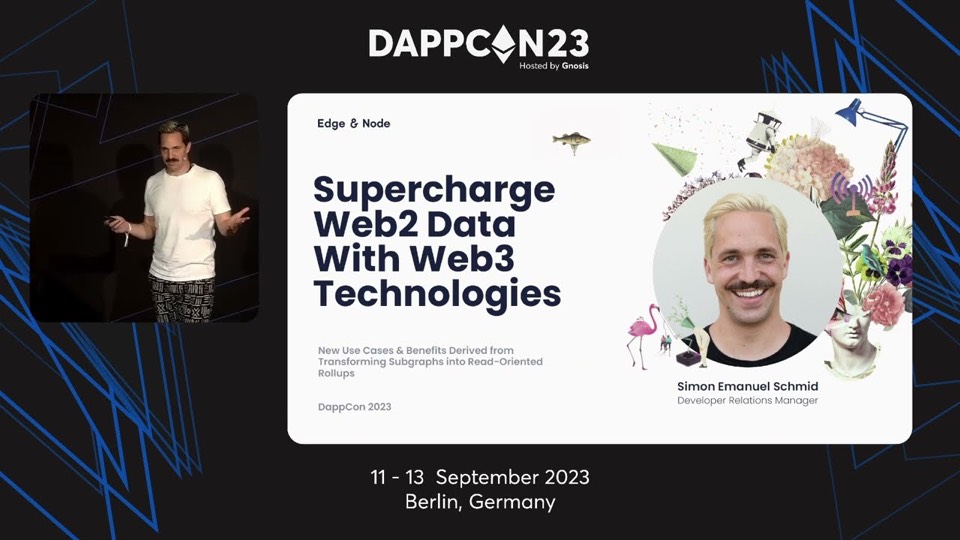 DAPPCON23
Hosted by Gnosis
Edge & Node
Supercharge
Web2 Data
With Web3
Technologies
New Use Cases & Benefits Derived from
Transforming Subgraphs into Read-Oriented
Rollups
DappCon 2023
Simon Emanuel Schmid
Developer Relations Manager
11 - 13 September 2023
Berlin, Germany